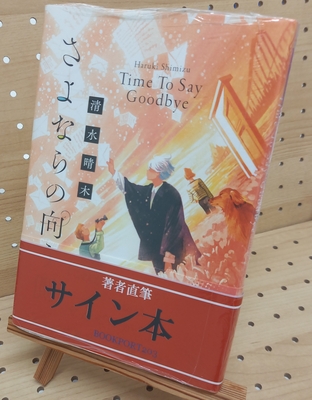 Haruki Shimizu
Time To Say
Goodbye
清水晴木
さよならの向
著者直筆
サイン本